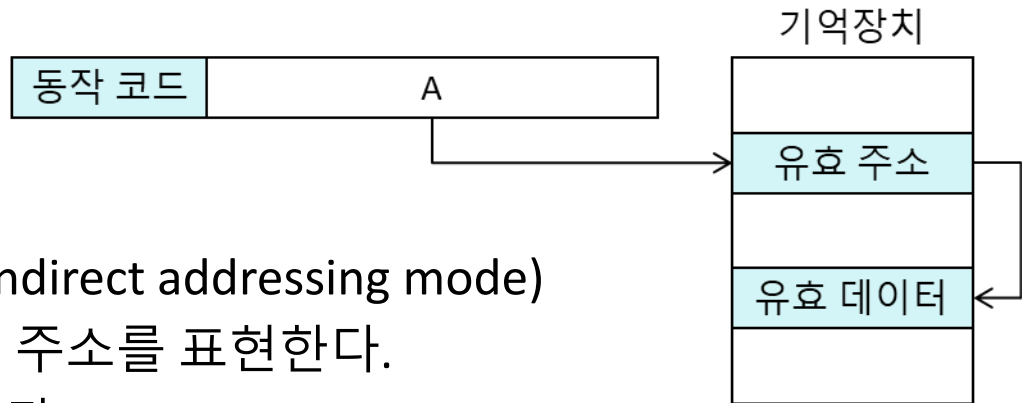 기억장치
동작 코드
A
유효 주소
ndirect addressing mode)
유효 데이터
주소를 표현한다.